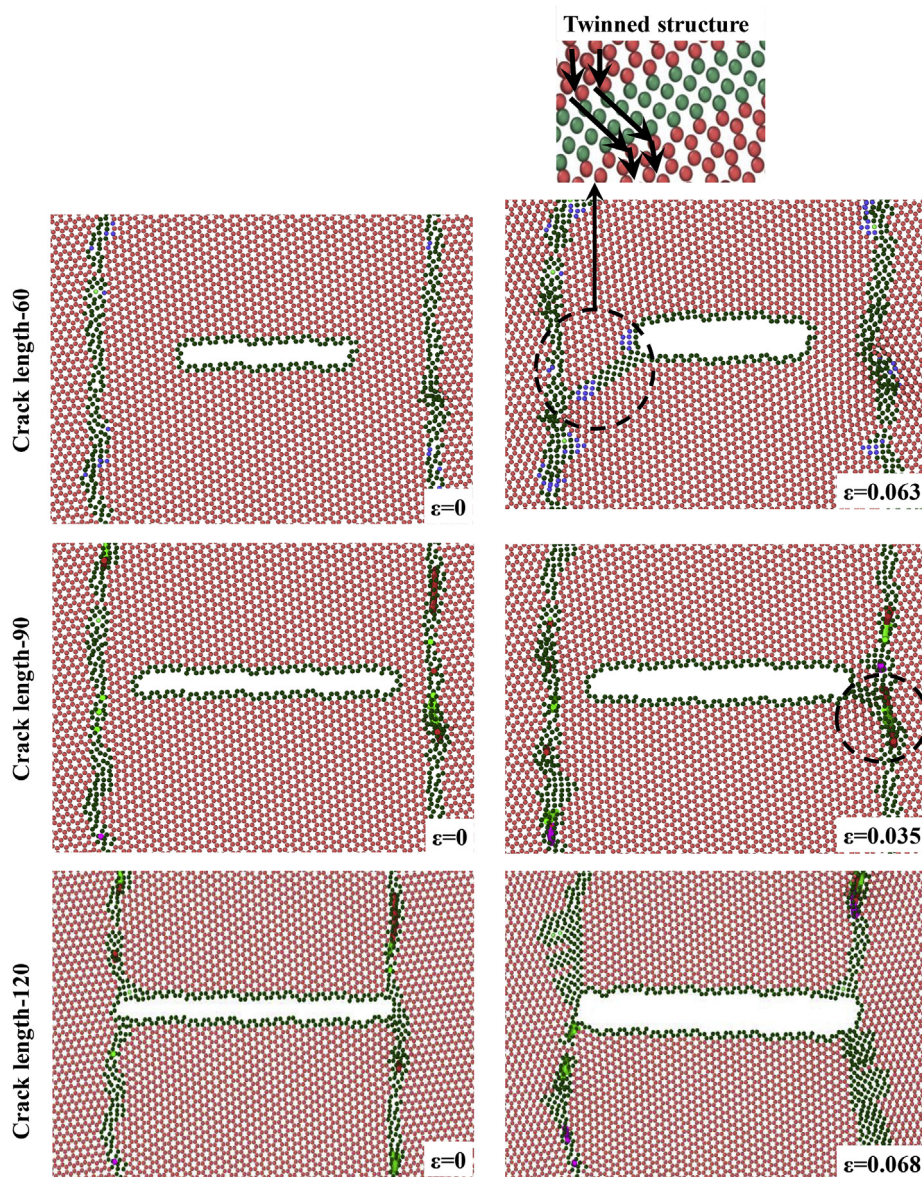 Twinned structure
Crack length-60
ε=0
ε=0.063
Crack length-90
ε=0
ε=0.035
Crack length-120
ε=0
ε=0.068